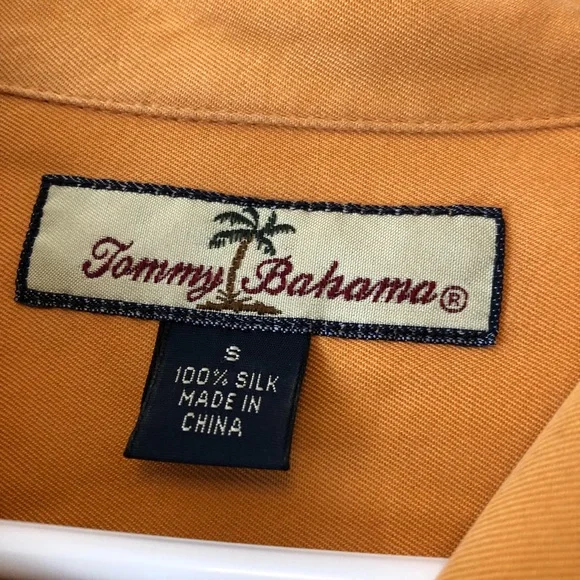 Tommy Bahama®
S
100% SILK
MADE IN
CHINA